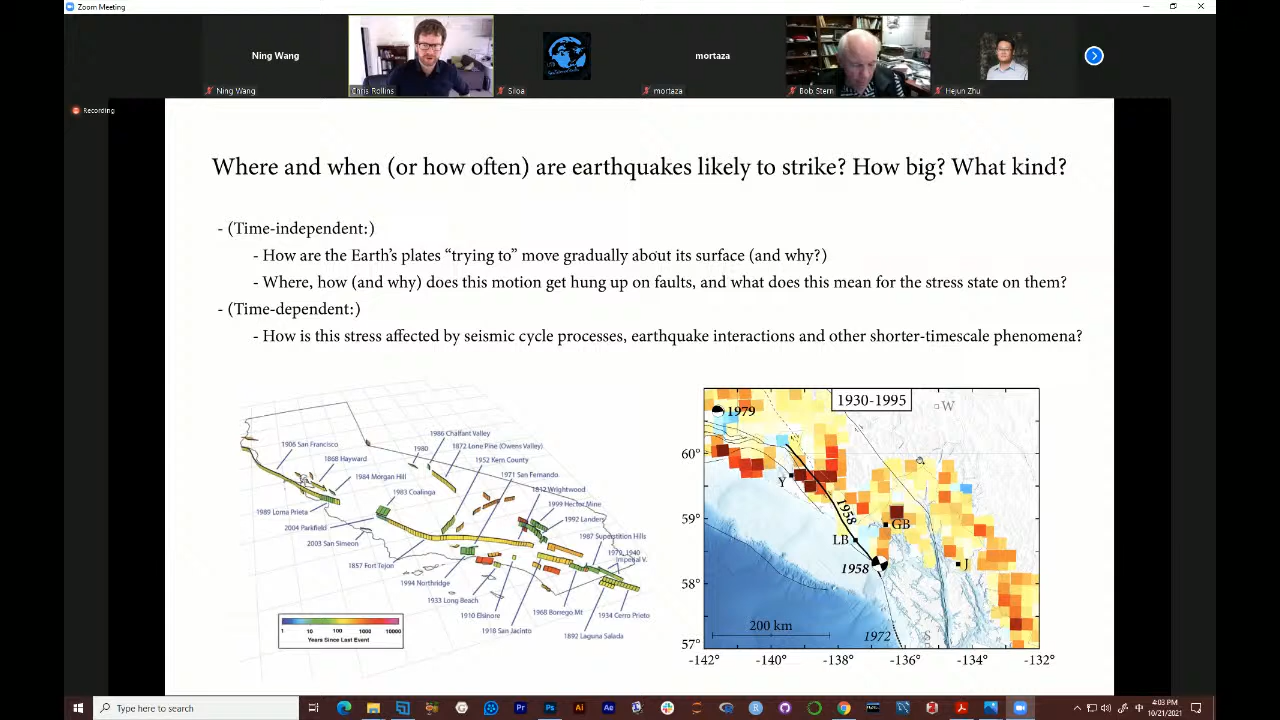 Zoom Meeting
Ning Wang
mortaza
Ning Wang
Chris Rollins
Siloa
mortaza
Bob Stern
Hejun Zhu
Recording
Where and when (or how often) are earthquakes likely to strike? How big? What kind?
- (Time-independent:)
- How are the Earth's plates “trying to” move gradually about its surface (and why?)
- Where, how (and why) does this motion get hung up on faults, and what does this mean for the stress state on them?
- (Time-dependent:)
- How is this stress affected by seismic cycle processes, earthquake interactions and other shorter-timescale phenomena?
1906 San Francisco
1868 Hayward
1984 Morgan Hill
1983 Coalinga
1989 Loma Prieta
2004 Parkfield
2003 San Simeon
1857 Fort Tejon
1980
1986 Chalfant Valley
1872 Lone Pine (Owens Valley)
1952 Kern County
1971 San Fernando
1812 Wrightwood
1999 Hector Mine
1992 Landers
1987 Superstition Hills
1979, 1940
Imperial V.
1994 Northridge
1933 Long Beach
1910 Elsinore
1918 San Jacinto
1968 Borrego Mt
1892 Laguna Salada
1934 Cerro Prieto
1 10 100 1000 10000
Years Since Last Event
1930-1995
1979
W
60°
Y
1958
59°
GB
LB
1958
J
58°
200 km
1972
57°
-142° -140° -138° -136° -134° -132°
Type here to search
4:03 PM
10/21/2021